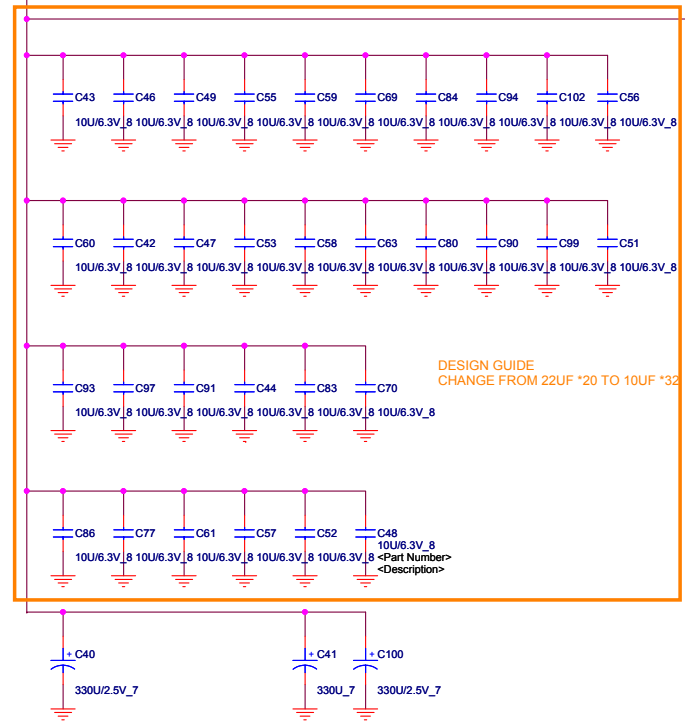 C43 C46 C49 C55 C59 C69 C84 C94 C102 C56
10U/6.3V_8 10U/6.3V_8 10U/6.3V_8 10U/6.3V_8 10U/6.3V_8 10U/6.3V_8 10U/6.3V_8 10U/6.3V_8 10U/6.3V_8 10U/6.3V_8
C60 C42 C47 C53 C58 C63 C80 C90 C99 C51
10U/6.3V_8 10U/6.3V_8 10U/6.3V_8 10U/6.3V_8 10U/6.3V_8 10U/6.3V_8 10U/6.3V_8 10U/6.3V_8 10U/6.3V_8 10U/6.3V_8
DESIGN GUIDE
CHANGE FROM 22UF *20 TO 10UF *32
C93 C97 C91 C44 C83 C70
10U/6.3V_8 10U/6.3V_8 10U/6.3V_8 10U/6.3V_8 10U/6.3V_8 10U/6.3V_8
C86 C77 C61 C57 C52 C48
10U/6.3V_8
10U/6.3V_8 10U/6.3V_8 10U/6.3V_8 10U/6.3V_8 10U/6.3V_8 <Part Number>
<Description>
+ C40 + C41 + C100
330U/2.5V_7 330U_7 330U/2.5V_7